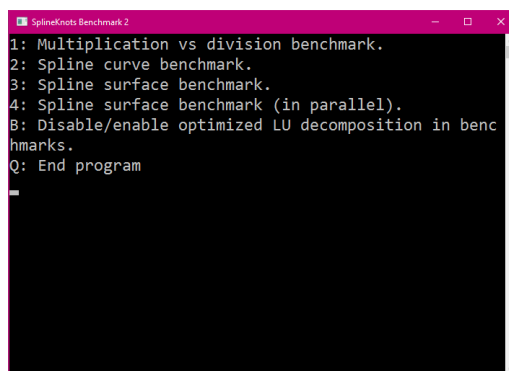 SplineKnots Benchmark 2
1: Multiplication vs division benchmark.
2: Spline curve benchmark.
3: Spline surface benchmark.
4: Spline surface benchmark (in parallel).
B: Disable/enable optimized LU decomposition in benc
hmarks.
Q: End program